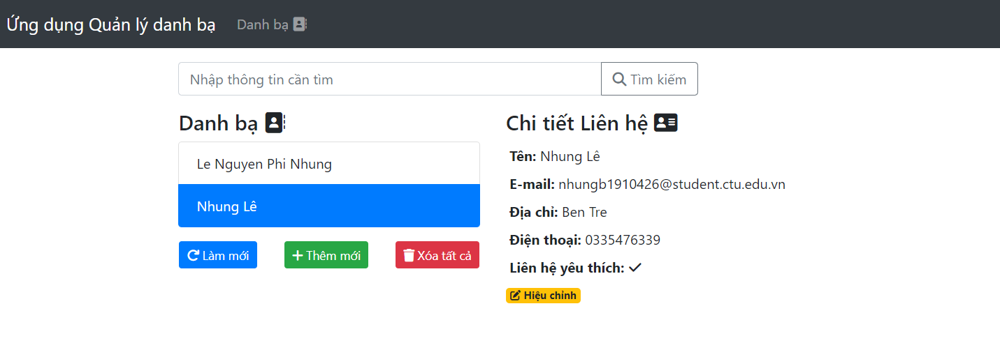 Ứng dụng Quản lý danh bạ Danh bạ
Nhập thông tin cần tìm Tìm kiếm
Danh bạ
Le Nguyen Phi Nhung
Nhung Lê
Làm mới Thêm mới Xóa tất cả
Chi tiết Liên hệ
Tên: Nhung Lê
E-mail: nhungb1910426@student.ctu.edu.vn
Địa chỉ: Ben Tre
Điện thoại: 0335476339
Liên hệ yêu thích:
Hiệu chỉnh